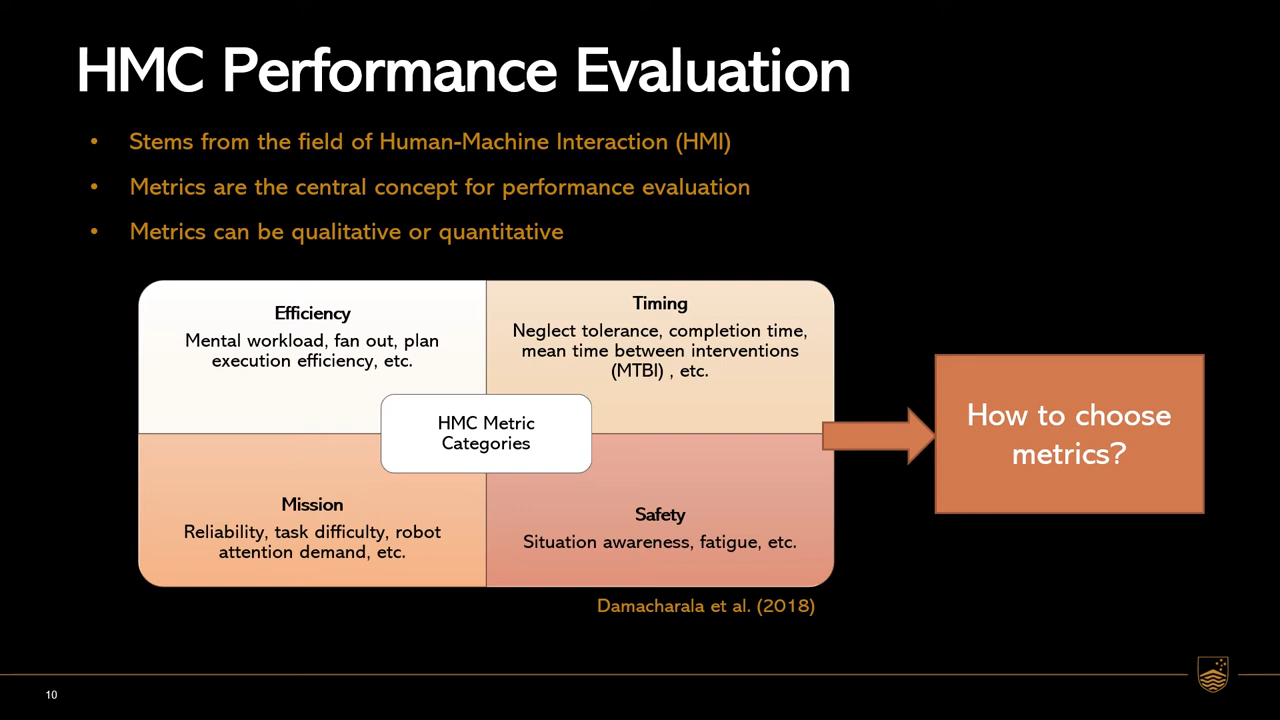 HMC Performance Evaluation
• Stems from the field of Human-Machine Interaction (HMI)
• Metrics are the central concept for performance evaluation
• Metrics can be qualitative or quantitative
Efficiency
Mental workload, fan out, plan
execution efficiency, etc.
Timing
Neglect tolerance, completion time,
mean time between interventions
(MTBI) , etc.
HMC Metric
Categories
Mission
Reliability, task difficulty, robot
attention demand, etc.
Safety
Situation awareness, fatigue, etc.
How to choose
metrics?
Damacharala et al. (2018)
10